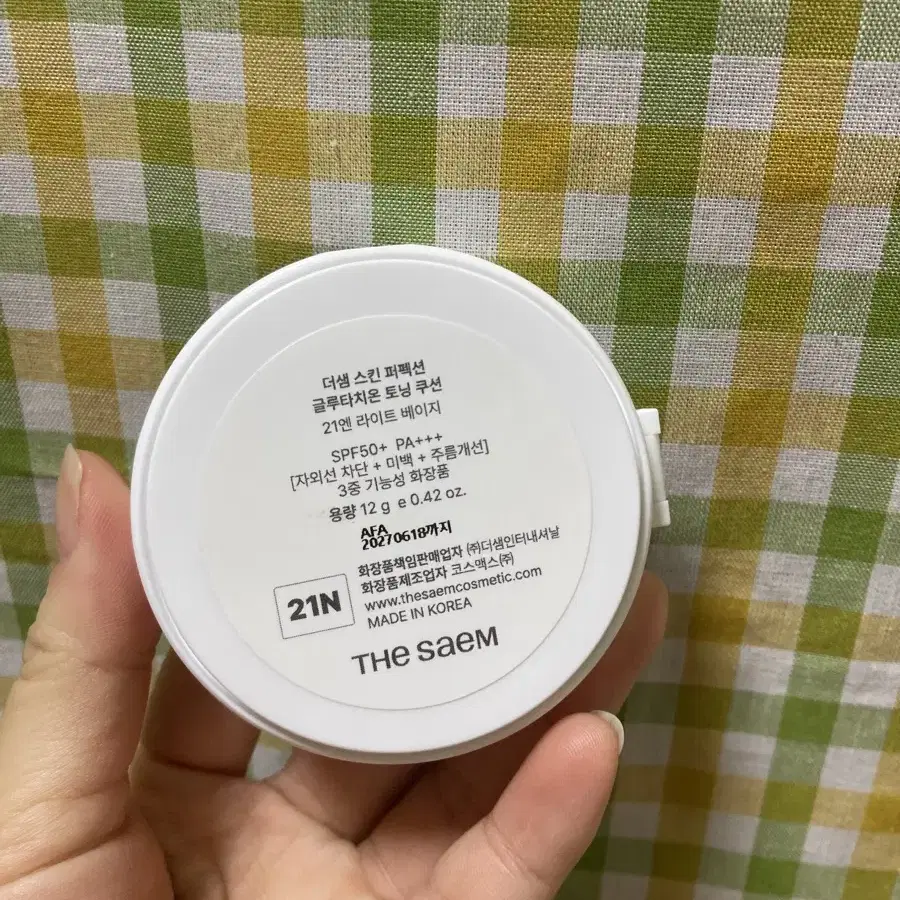 더샘 스킨 퍼펙션
글루타치온 토닝 쿠션
21엔 라이트 베이지
SPF50+ PA+++
[자외선 차단 + 미백 + 주름개선]
3중 기능성 화장품
용량 12 g e 0.42 oz.
AFA
20270618까지
화장품책임판매업자 ㈜더샘인터내셔날
화장품제조업자 코스맥스㈜
21N
www.thesaemcosmetic.com
MADE IN KOREA
THE SAEM